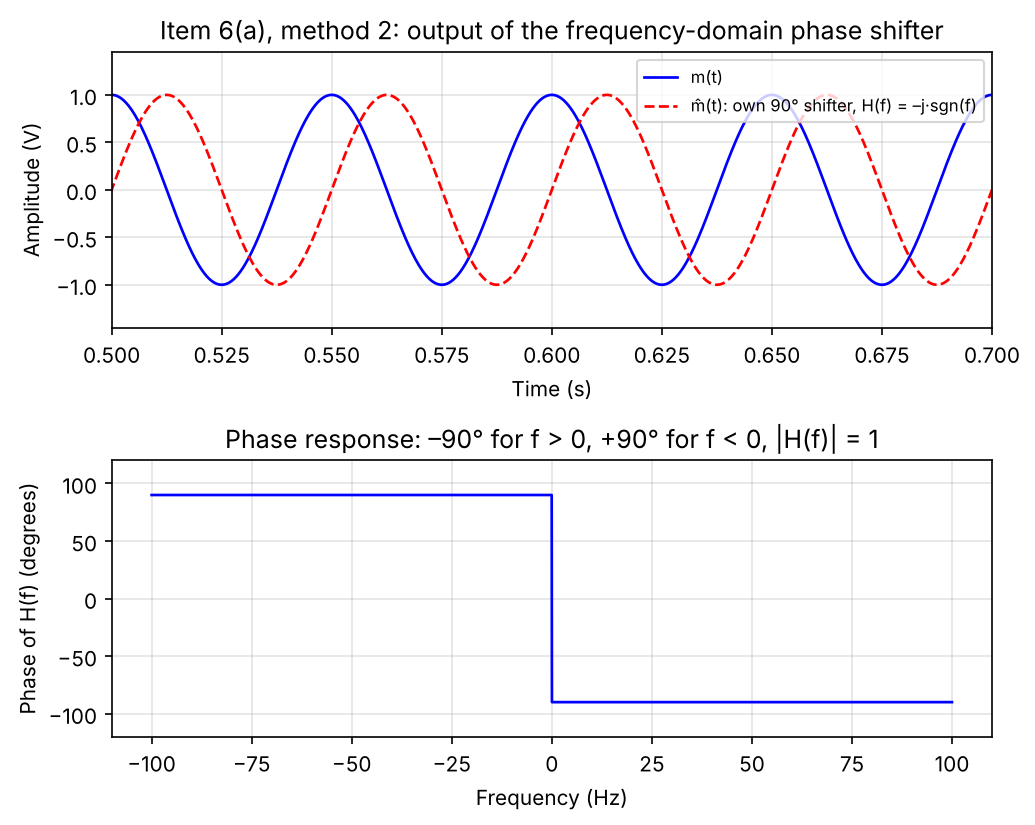 Item 6(a), method 2: output of the frequency-domain phase shifter
m(t)
m̂(t): own 90° shifter, H(f) = −j·sgn(f)
Amplitude (V)
1.0
0.5
0.0
−0.5
−1.0
0.500 0.525 0.550 0.575 0.600 0.625 0.650 0.675 0.700
Time (s)
Phase response: −90° for f > 0, +90° for f < 0, |H(f)| = 1
Phase of H(f) (degrees)
100
50
0
−50
−100
−100 −75 −50 −25 0 25 50 75 100
Frequency (Hz)